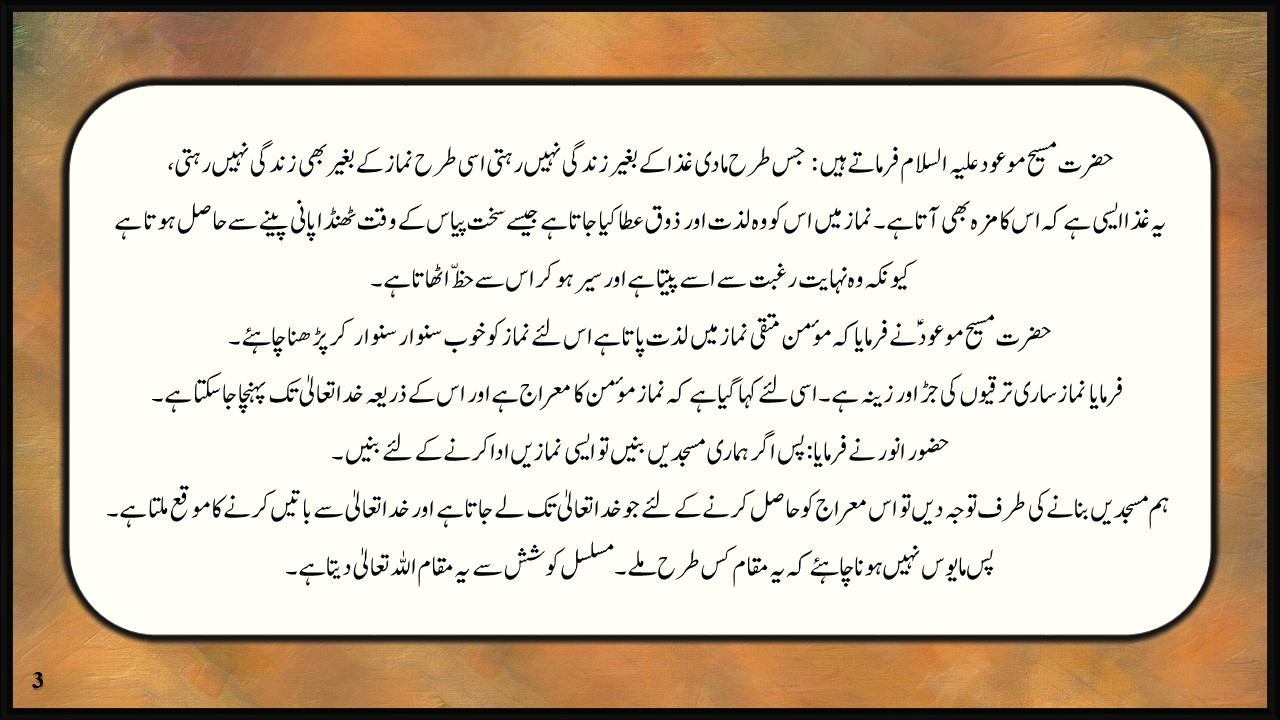 حضرت مسیح موعود علیہ السلام فرماتے ہیں: جس طرح مادی غذا کے بغیر زندگی نہیں رہتی اسی طرح نماز کے بغیر بھی زندگی نہیں رہتی،
یہ غذا ایسی ہے کہ اس کا مزہ بھی آتا ہے۔ نماز میں اس کو وہ لذت اور ذوق عطا کیا جاتا ہے جیسے سخت پیاس کے وقت ٹھنڈا پانی پینے سے حاصل ہوتا ہے
کیونکہ وہ نہایت رغبت سے اسے پیتا ہے اور سیر ہو کر اس سے حظّ اٹھاتا ہے۔
حضرت مسیح موعودؑ نے فرمایا کہ موٴمن متقی نماز میں لذت پاتا ہے اس لئے نماز کو خوب سنوار سنوار کر پڑھنا چاہئے۔
فرمایا نماز ساری ترقیوں کی جڑ اور زینہ ہے۔ اسی لئے کہا گیا ہے کہ نماز موٴمن کا معراج ہے اور اس کے ذریعہ خدا تعالیٰ تک پہنچا جا سکتا ہے۔
حضور انور نے فرمایا: پس اگر ہماری مسجدیں بنیں تو ایسی نمازیں ادا کرنے کے لئے بنیں۔
ہم مسجدیں بنانے کی طرف توجہ دیں تو اس معراج کو حاصل کرنے کے لئے جو خدا تعالیٰ تک لے جاتا ہے اور خدا تعالیٰ سے باتیں کرنے کا موقع ملتا ہے۔
پس مایوس نہیں ہونا چاہئے کہ یہ مقام کس طرح ملے۔ مسلسل کوشش سے یہ مقام اللہ تعالیٰ دیتا ہے۔
3